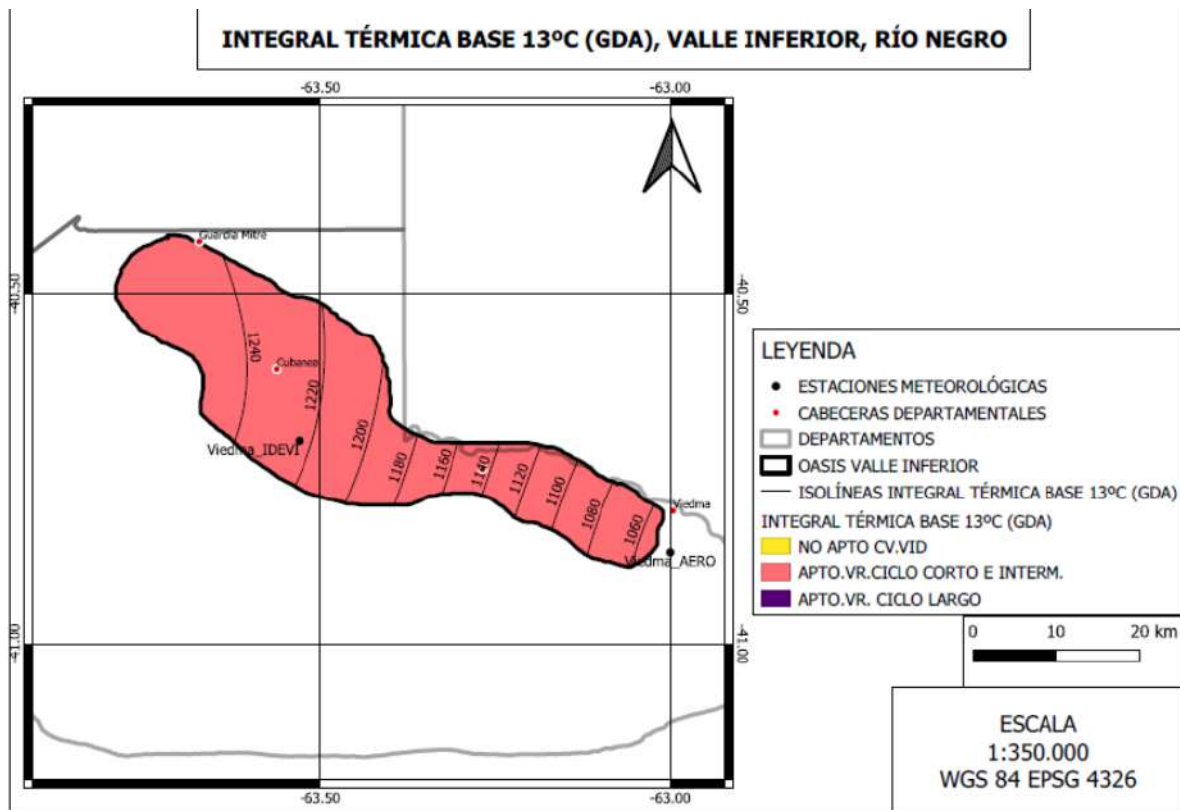 INTEGRAL TÉRMICA BASE 13ºC (GDA), VALLE INFERIOR, RÍO NEGRO
-63.50
-63.00
Guardia Mitre
-40.50
-40.50
1240
Cubanea
1220
1200
Viedma_IDEVI
1180
1160
1140
1120
1100
1080
1060
Viedma
Viedma_AERO
-41.00
-41.00
-63.50
-63.00
LEYENDA
ESTACIONES METEOROLÓGICAS
CABECERAS DEPARTAMENTALES
DEPARTAMENTOS
OASIS VALLE INFERIOR
ISOLÍNEAS INTEGRAL TÉRMICA BASE 13ºC (GDA)
INTEGRAL TÉRMICA BASE 13ºC (GDA)
NO APTO CV.VID
APTO.VR.CICLO CORTO E INTERM.
APTO.VR. CICLO LARGO
0 10 20 km
ESCALA
1:350.000
WGS 84 EPSG 4326